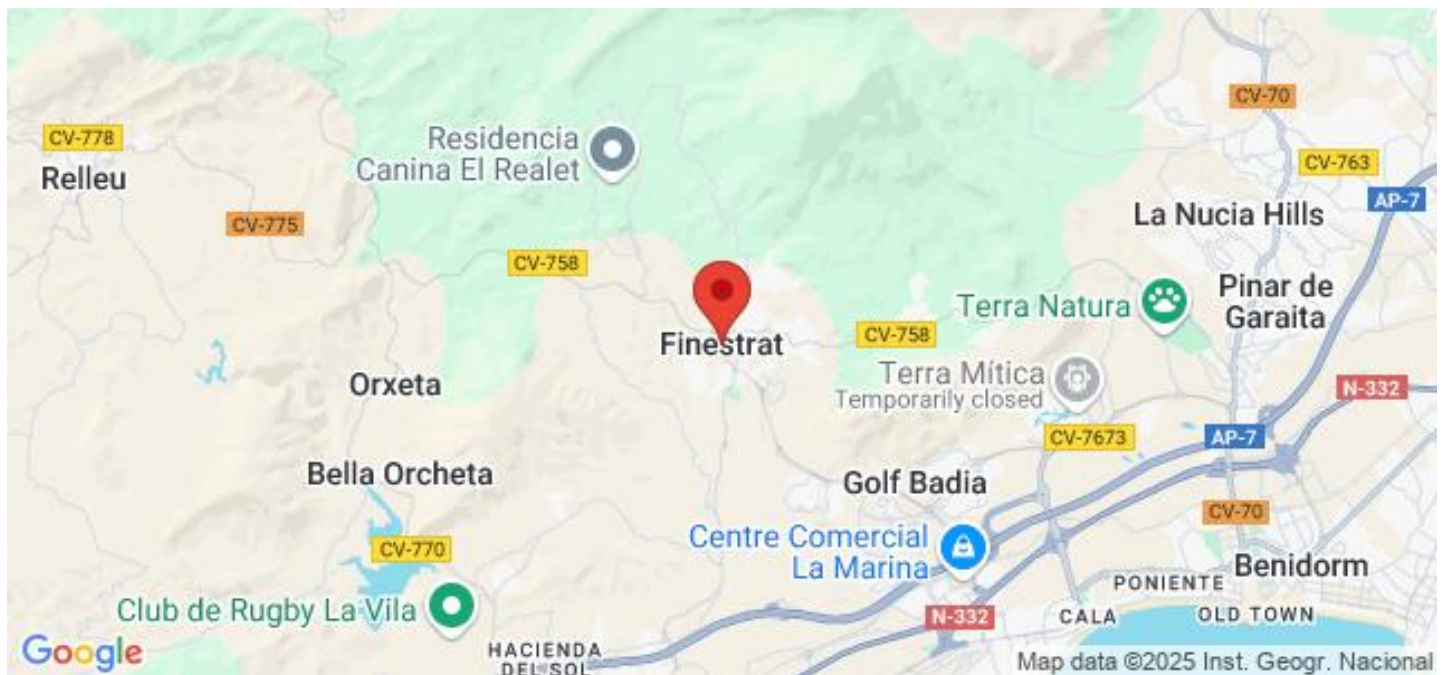 CV-70
CV-778
Residencia
Canina El Realet
CV-763
Relleu
AP-7
La Nucia Hills
CV-775
CV-758
Terra Natura
Pinar de
Garaita
Finestrat
CV-758
Terra Mítica
Temporarily closed
Orxeta
N-332
CV-7673
AP-7
Bella Orcheta
Golf Badia
CV-70
Centre Comercial
La Marina
CV-770
Benidorm
PONIENTE
Club de Rugby La Vila
N-332
CALA
OLD TOWN
HACIENDA
DEL SOL
Google
Map data ©2025 Inst. Geogr. Nacional